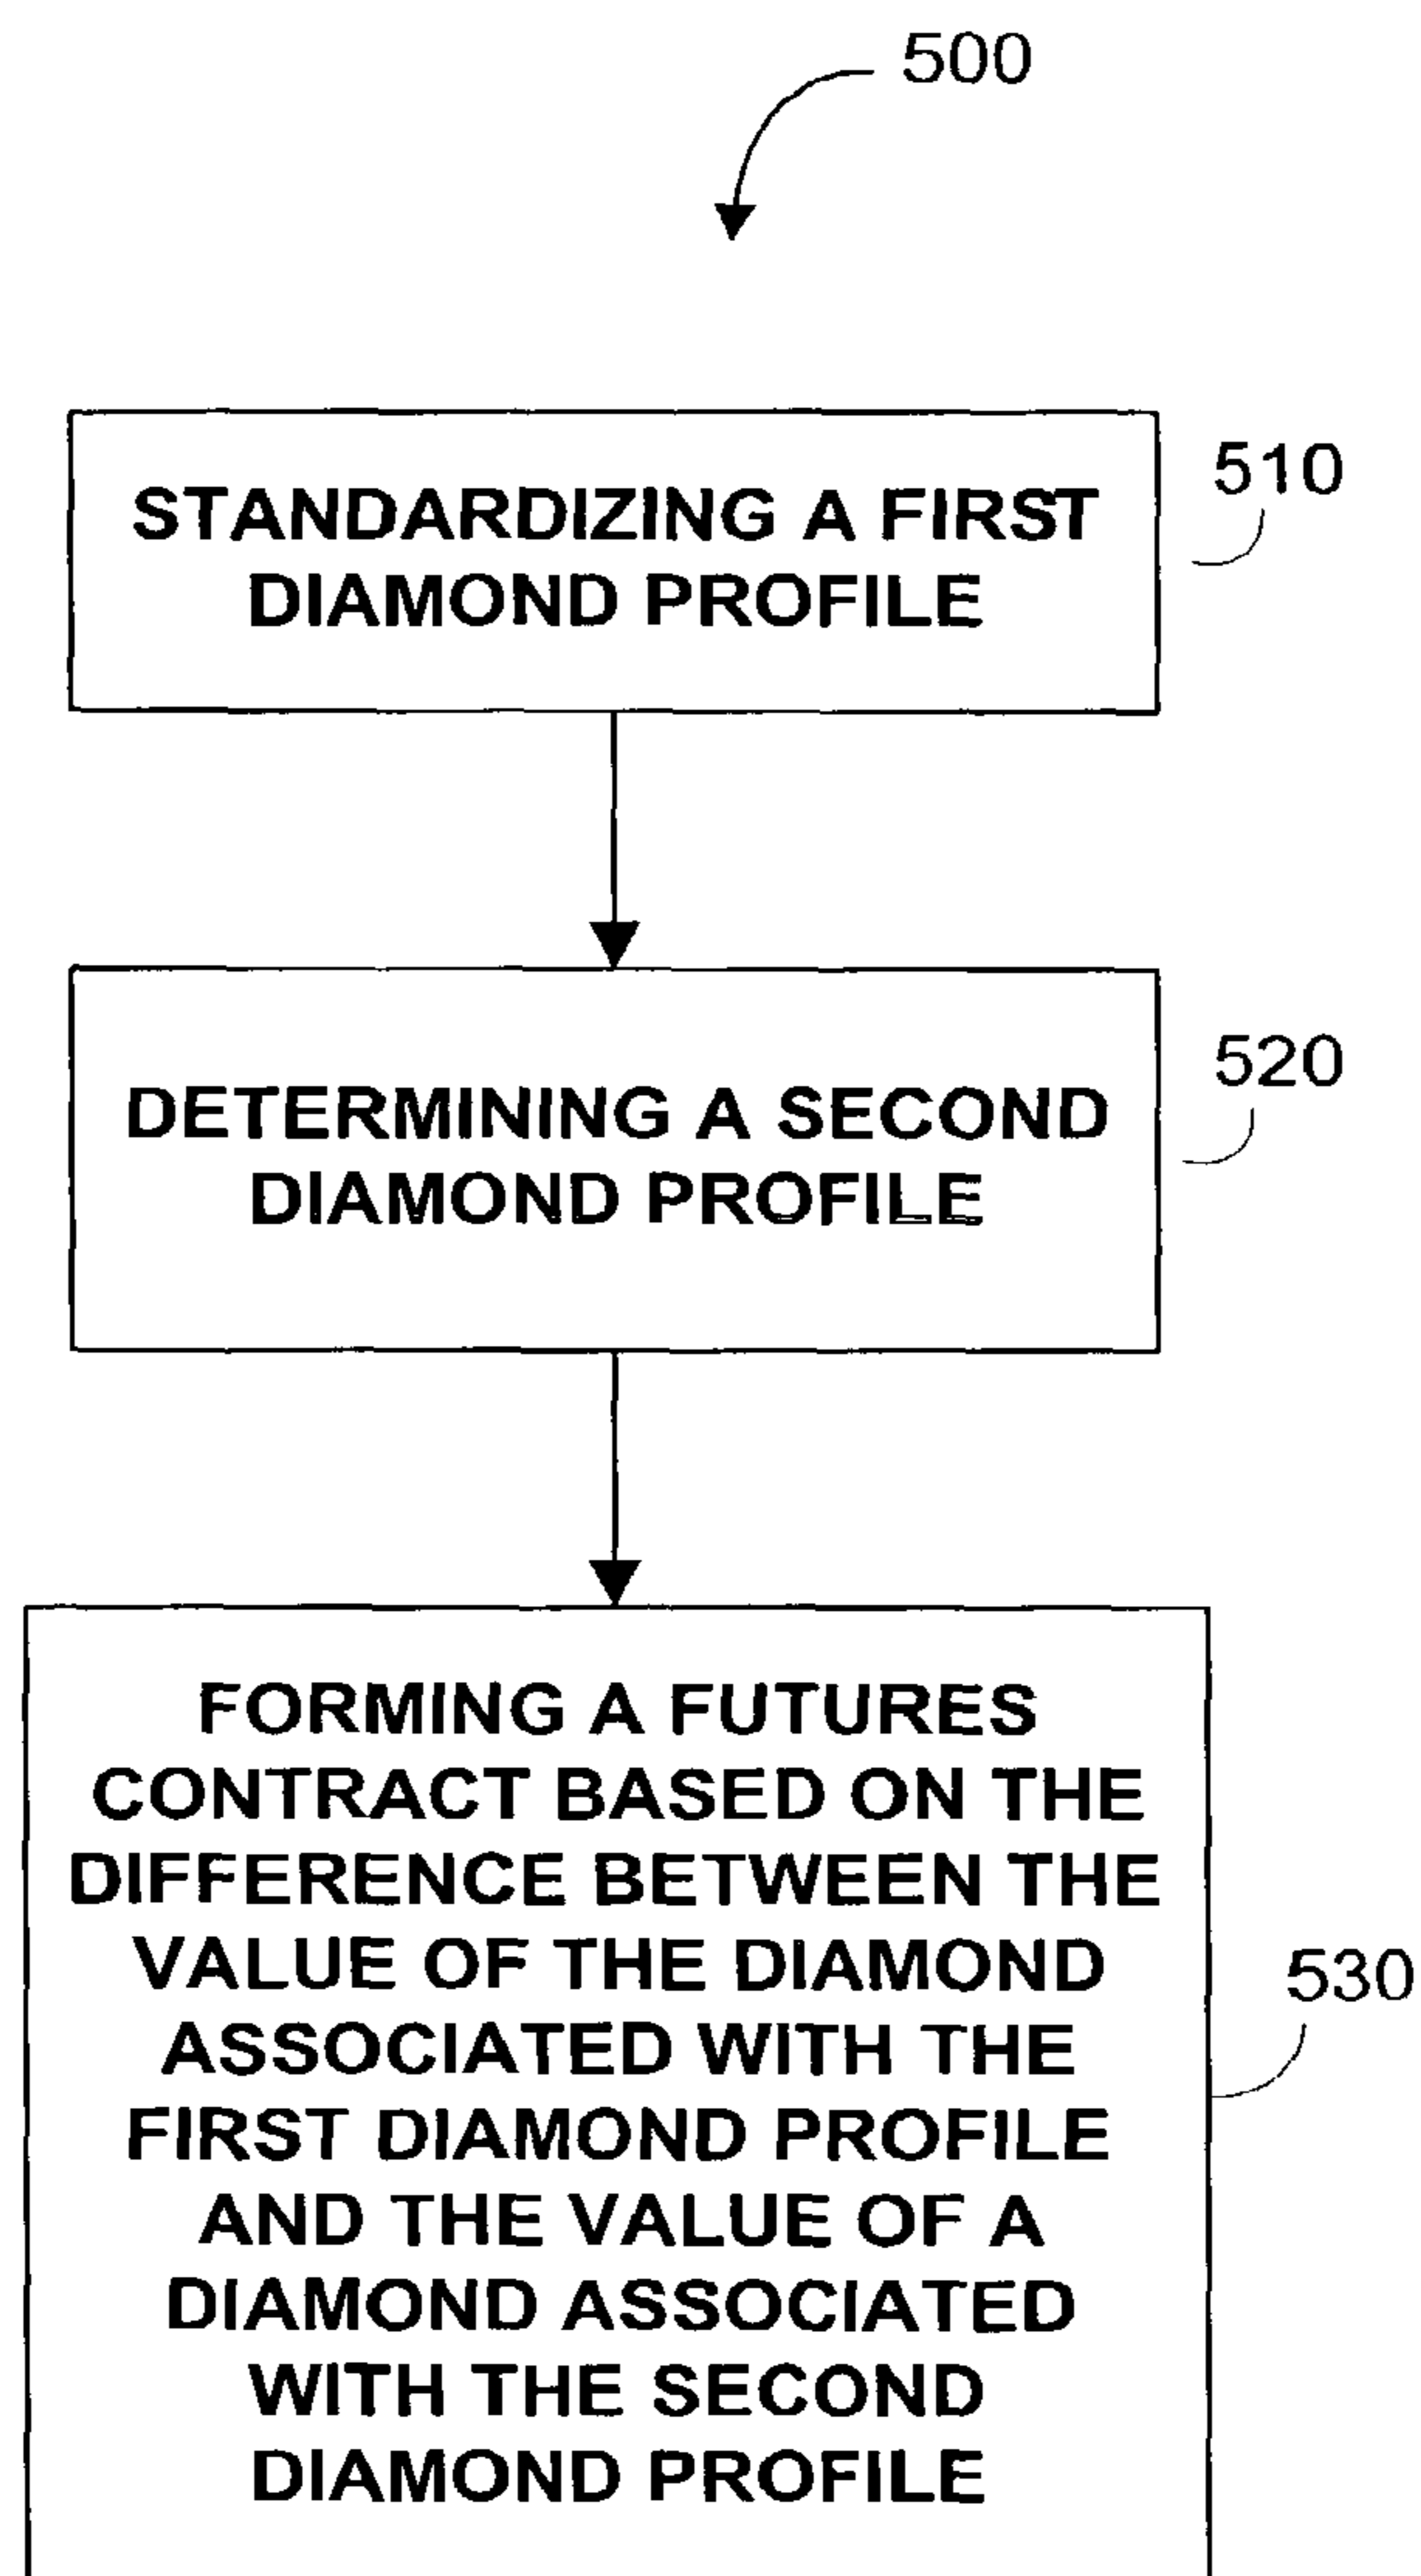 500
STANDARDIZING A FIRST
DIAMOND PROFILE
510
DETERMINING A SECOND
DIAMOND PROFILE
520
FORMING A FUTURES
CONTRACT BASED ON THE
DIFFERENCE BETWEEN THE
VALUE OF THE DIAMOND
ASSOCIATED WITH THE
FIRST DIAMOND PROFILE
AND THE VALUE OF A
DIAMOND ASSOCIATED
WITH THE SECOND
DIAMOND PROFILE
530